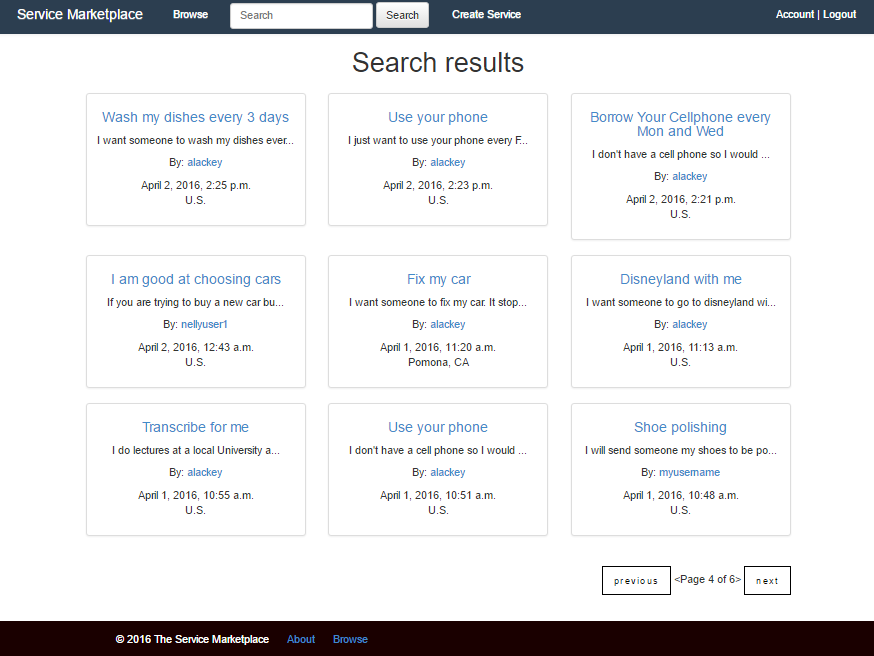 Service Marketplace Browse Search Search Create Service Account | Logout
Search results
Wash my dishes every 3 days
I want someone to wash my dishes ever...
By: alackey
April 2, 2016, 2:25 p.m.
U.S.
Use your phone
I just want to use your phone every F...
By: alackey
April 2, 2016, 2:23 p.m.
U.S.
Borrow Your Cellphone every
Mon and Wed
I don't have a cell phone so I would ...
By: alackey
April 2, 2016, 2:21 p.m.
U.S.
I am good at choosing cars
If you are trying to buy a new car bu...
By: nellyuser1
April 2, 2016, 12:43 a.m.
U.S.
Fix my car
I want someone to fix my car. It stop...
By: alackey
April 1, 2016, 11:20 a.m.
Pomona, CA
Disneyland with me
I want someone to go to disneyland wi...
By: alackey
April 1, 2016, 11:13 a.m.
U.S.
Transcribe for me
I do lectures at a local University a...
By: alackey
April 1, 2016, 10:55 a.m.
U.S.
Use your phone
I don't have a cell phone so I would ...
By: alackey
April 1, 2016, 10:51 a.m.
U.S.
Shoe polishing
I will send someone my shoes to be po...
By: myusername
April 1, 2016, 10:48 a.m.
U.S.
previous <Page 4 of 6> next
© 2016 The Service Marketplace About Browse